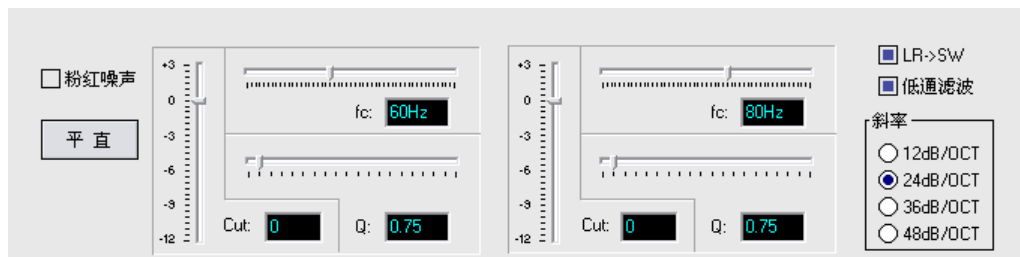 粉红噪声
平 直
+3
0
-3
-6
-9
-12
fc: 60Hz
Cut: 0 Q: 0.75
+3
0
-3
-6
-9
-12
fc: 80Hz
Cut: 0 Q: 0.75
LR->SW
低通滤波
斜率
12dB/OCT
24dB/OCT
36dB/OCT
48dB/OCT